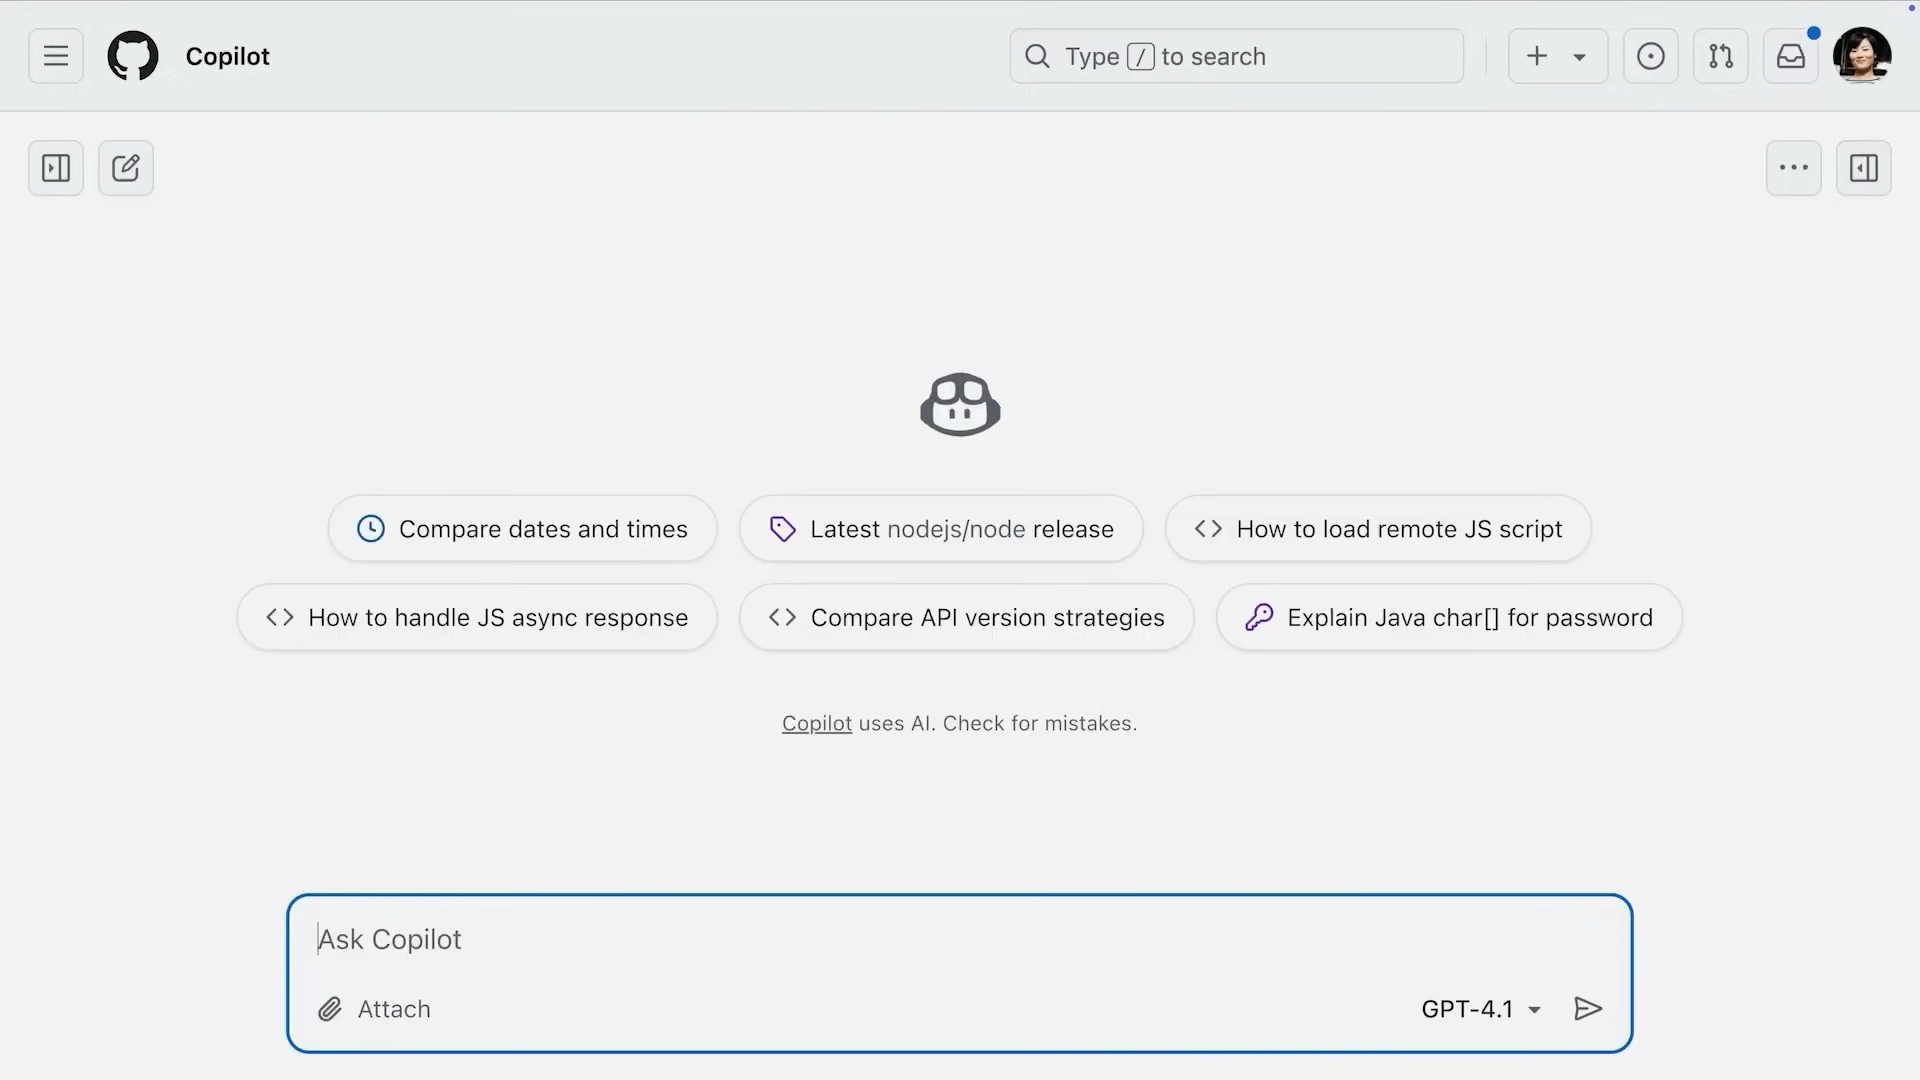 Copilot
Type / to search
Compare dates and times
Latest nodejs/node release
How to load remote JS script
How to handle JS async response
Compare API version strategies
Explain Java char[] for password
Copilot uses AI. Check for mistakes.
Ask Copilot
Attach
GPT-4.1